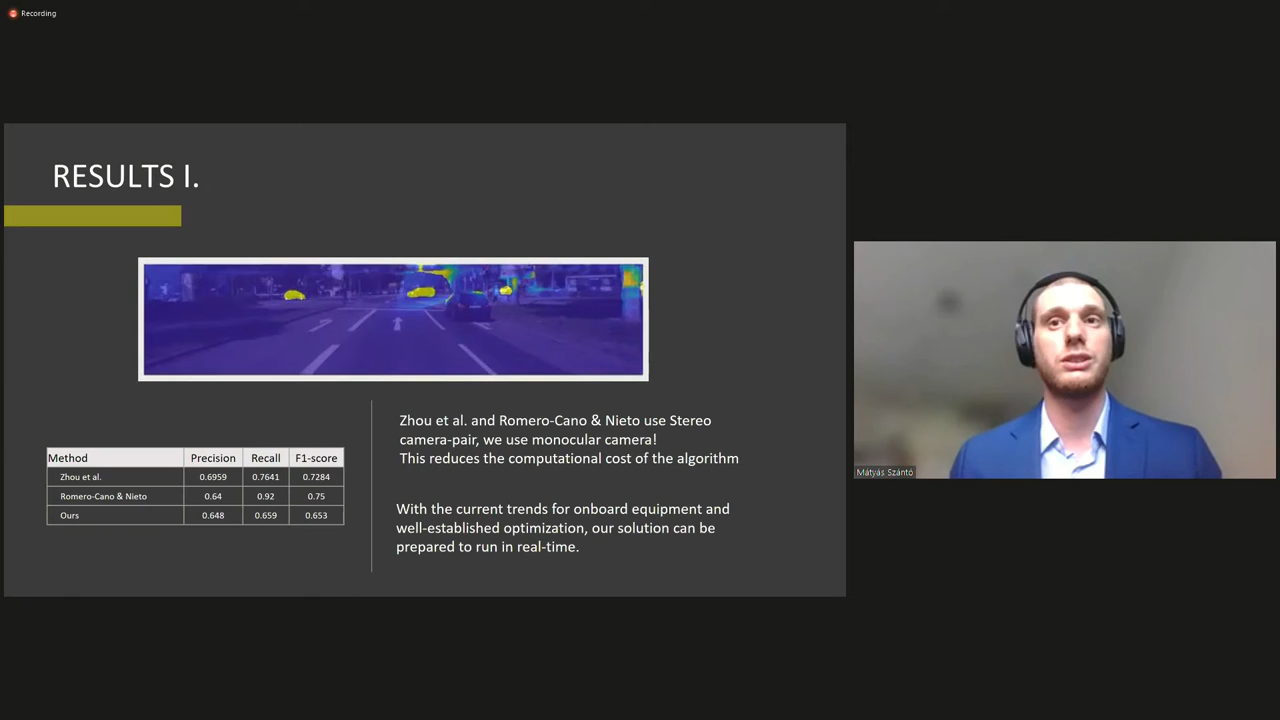 Recording
RESULTS I.
Zhou et al. and Romero-Cano & Nieto use Stereo
camera-pair, we use monocular camera!
This reduces the computational cost of the algorithm
Method Precision Recall F1-score
Zhou et al. 0.6959 0.7641 0.7284
Romero-Cano & Nieto 0.64 0.92 0.75
Ours 0.648 0.659 0.653
With the current trends for onboard equipment and
well-established optimization, our solution can be
prepared to run in real-time.
Mátyás Szántó